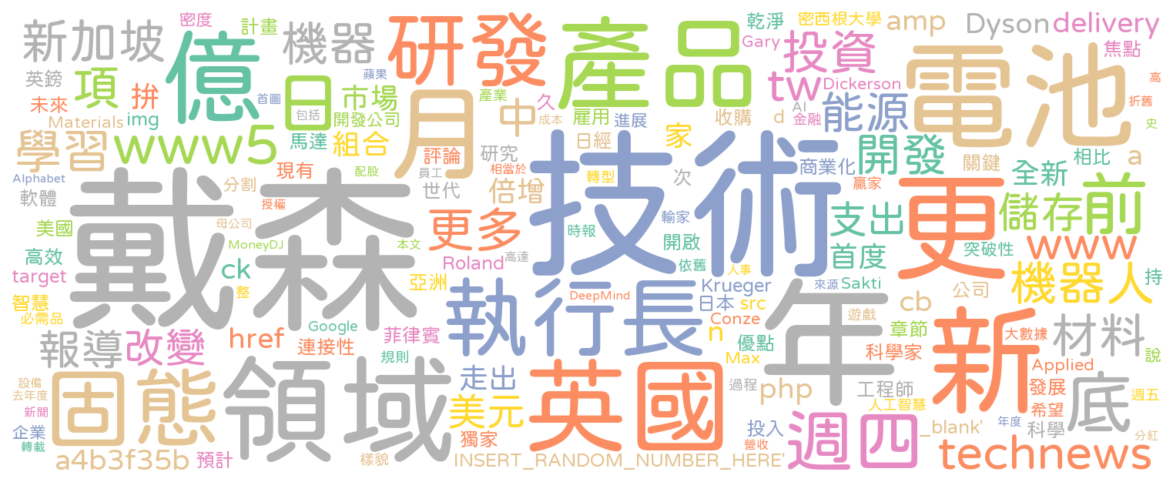 密度 計畫 乾淨 密西根大學 amp Dyson delivery
新加坡 億 機器 研發 產品 Gary 投資 焦點 電池
英鎊 蘋果 tw Dickerson 高
未來 項 拚 首圖 日 市場 月 產業 久 雇用 收購 AI 能源 折舊
Materials img 包括 開發公司 中 成本 進展 d 金融 史
學習 www5 馬達 組合 評論 研究 日經 家 商業化 開發 關鍵 相比 a
Alphabet 現有 員工 相當於 轉型 次 贏家
軟體 戴森 分割 配股 世代 倍增 技術 更 全新 儲存 前
美國 授權 母公司 更多 時報 輸家 支出 www
高效 ck MoneyDJ 本文 高達 開啟 首度 突破性
target 整 亞洲 Roland 依舊 人事 年 機器人 持
智慧 執行長 DeepMind Krueger 日本 src 來源 Sakti cb 公司
必需品 Google 菲律賓 Conze n 遊戲 新 大數據
報導 改變 href 連接性 規則 優點 章節 材料 說
領域 Max 科學家 Applied
設備 固態 走出 英國 過程 php 工程師 發展 底 週五
去年度 美元 人工智慧 希望
新聞 企業 獨家 投入 週四 _blank' 年度 科學 分紅
轉載 a4b3f35b 預計 樣貌 INSERT_RANDOM_NUMBER_HERE' 營收 technews